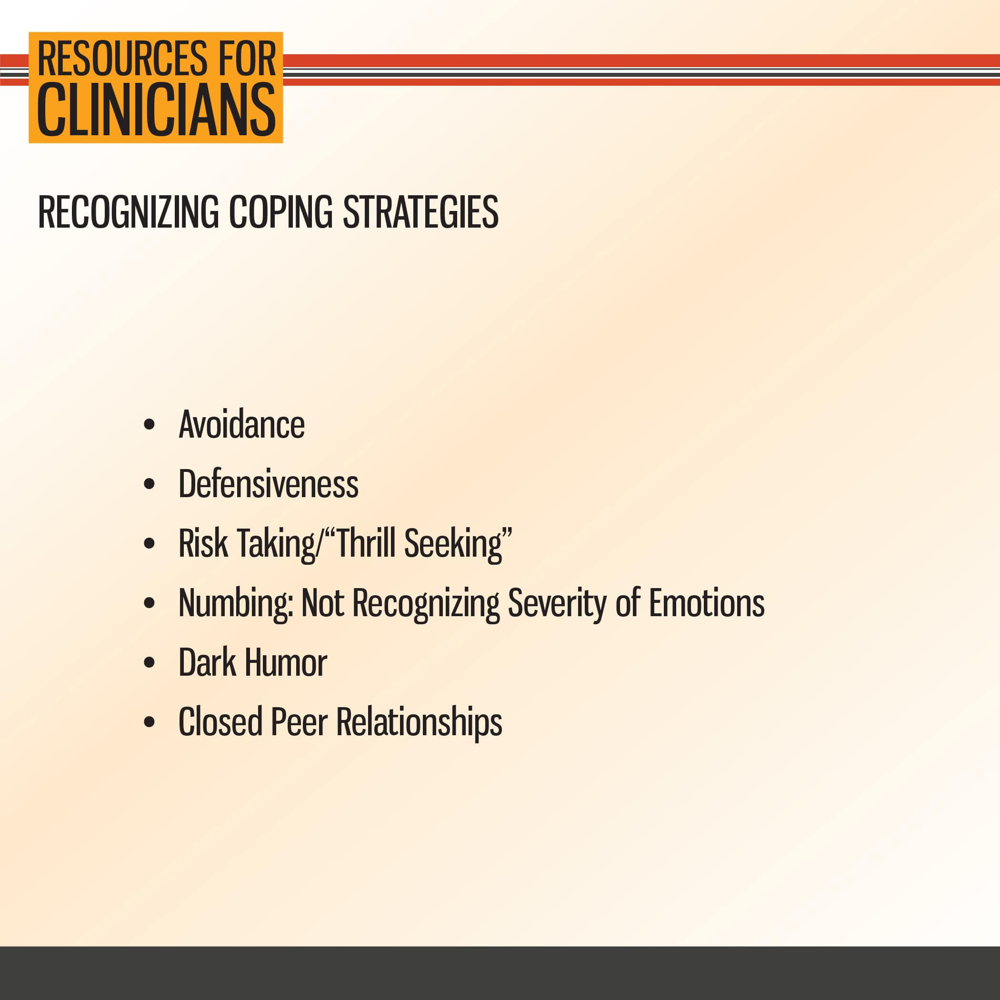 RESOURCES FOR
CLINICIANS
RECOGNIZING COPING STRATEGIES
• Avoidance
• Defensiveness
• Risk Taking/“Thrill Seeking”
• Numbing: Not Recognizing Severity of Emotions
• Dark Humor
• Closed Peer Relationships